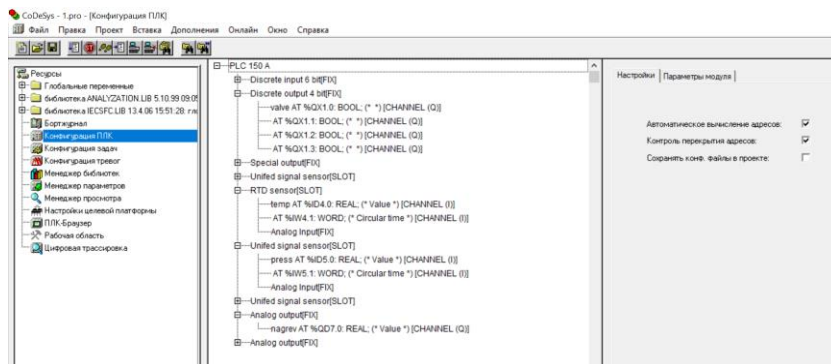 CoDeSys - 1.pro - [Конфигурация ПЛК]
Файл Правка Проект Вставка Дополнения Онлайн Окно Справка
Ресурсы
Глобальные переменные
библиотека ANALYZATION.LIB 5.10.99 09:05
библиотека IECSFC.LIB 13.4.06 15:51:28: гло
Бортжурнал
Конфигурация ПЛК
Конфигурация задач
Конфигурация тревог
Менеджер библиотек
Менеджер параметров
Менеджер просмотра
Настройки целевой платформы
ПЛК-Браузер
Рабочая область
Цифровая трассировка
PLC 150 A
Discrete input 6 bit[FIX]
Discrete output 4 bit[FIX]
valve AT %QX1.0: BOOL; (* *) [CHANNEL (Q)]
AT %QX1.1: BOOL; (* *) [CHANNEL (Q)]
AT %QX1.2: BOOL; (* *) [CHANNEL (Q)]
AT %QX1.3: BOOL; (* *) [CHANNEL (Q)]
Special output[FIX]
Unifed signal sensor[SLOT]
RTD sensor[SLOT]
temp AT %ID4.0: REAL; (* Value *) [CHANNEL (I)]
AT %IW4.1: WORD; (* Circular time *) [CHANNEL (I)]
Analog Input[FIX]
Unifed signal sensor[SLOT]
press AT %ID5.0: REAL; (* Value *) [CHANNEL (I)]
AT %IW5.1: WORD; (* Circular time *) [CHANNEL (I)]
Analog Input[FIX]
Unifed signal sensor[SLOT]
Analog output[FIX]
nagrev AT %QD7.0: REAL; (* Value *) [CHANNEL (Q)]
Analog output[FIX]
Настройки Параметры модуля
Автоматическое вычисление адресов:
Контроль перекрытия адресов:
Сохранять конф. файлы в проекте: